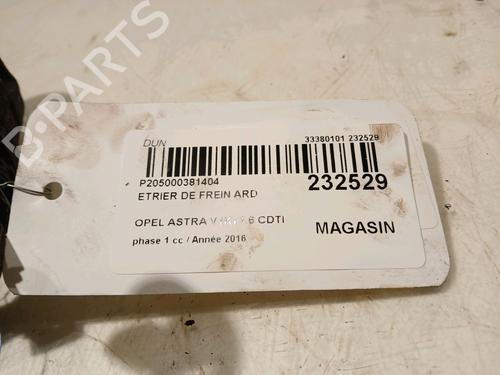 B-PARTS
DUN
33380101 232529
P205000381404
232529
ETRIER DE FREIN ARD
OPEL ASTRA CDTI
MAGASIN
phase 1 cc / Année 2016